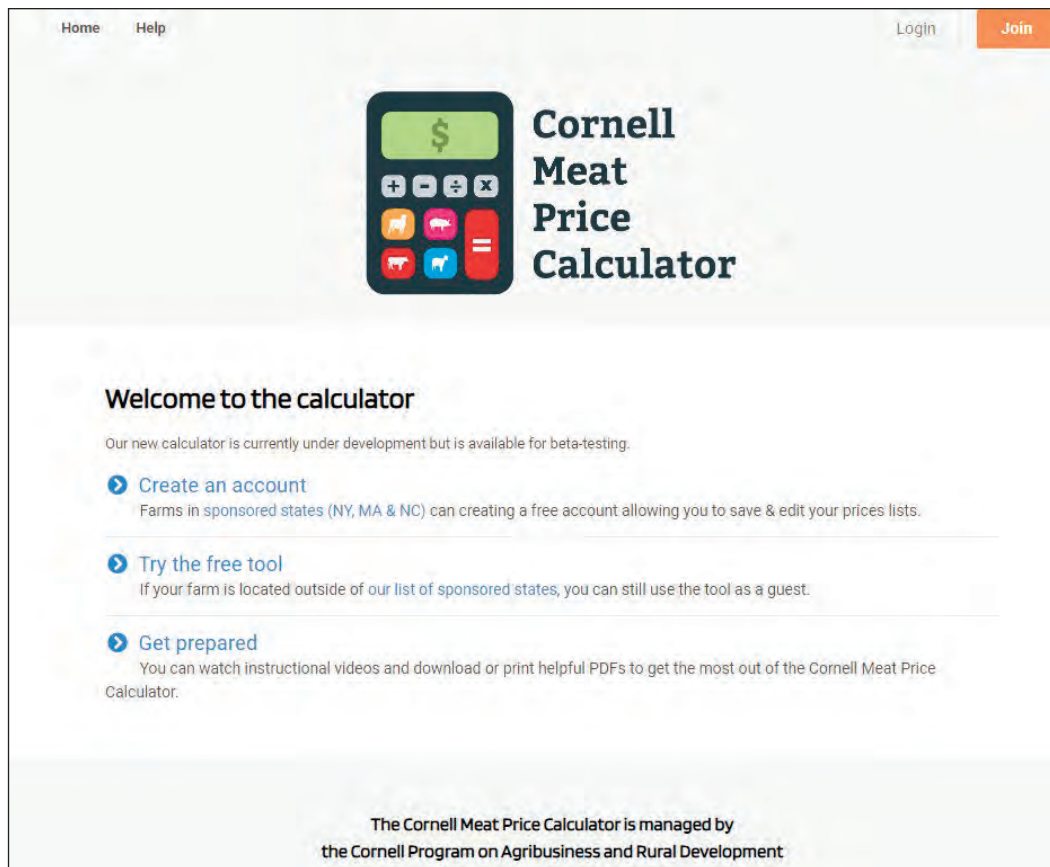 Home Help Login Join
$
+ - ÷ x
=
Cornell
Meat
Price
Calculator
Welcome to the calculator
Our new calculator is currently under development but is available for beta-testing.
Create an account
Farms in sponsored states (NY, MA & NC) can creating a free account allowing you to save & edit your prices lists.
Try the free tool
If your farm is located outside of our list of sponsored states, you can still use the tool as a guest.
Get prepared
You can watch instructional videos and download or print helpful PDFs to get the most out of the Cornell Meat Price
Calculator.
The Cornell Meat Price Calculator is managed by
the Cornell Program on Agribusiness and Rural Development